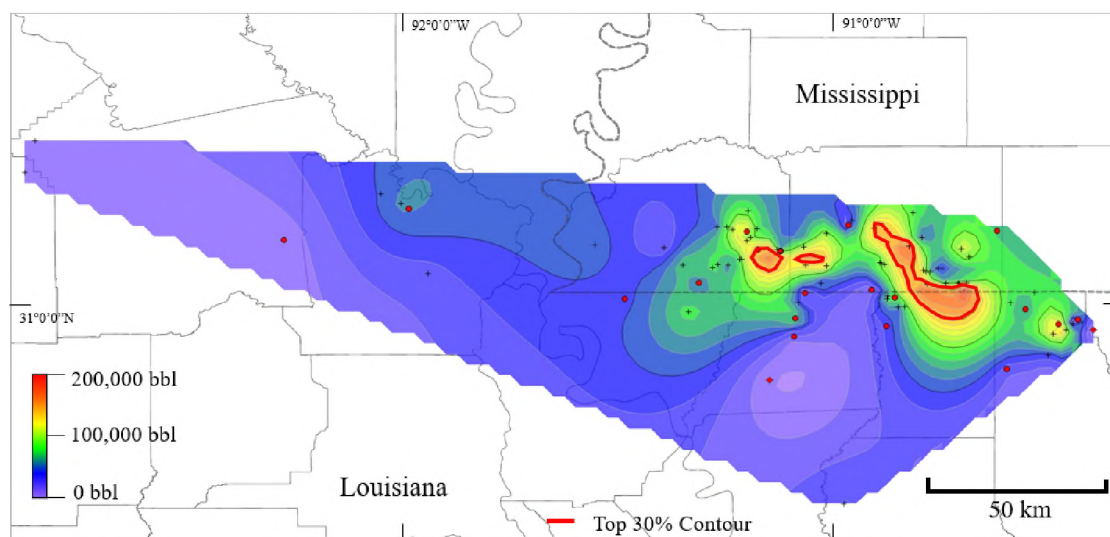 92°0'0"W
91°0'0"W
Mississippi
31°0'0"N
200,000 bbl
100,000 bbl
0 bbl
Louisiana
50 km
Top 30% Contour